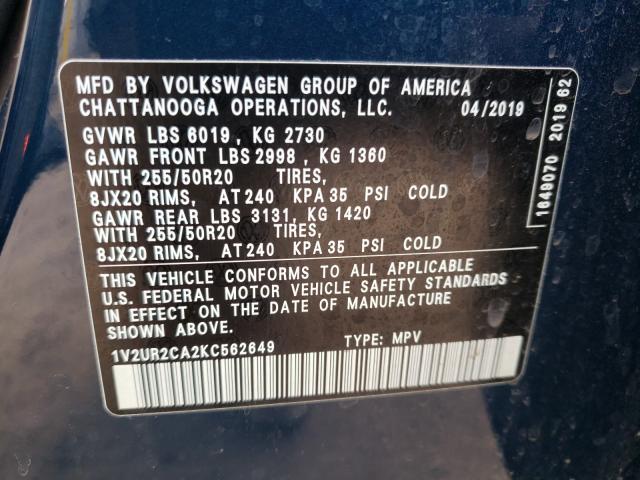 MFD BY VOLKSWAGEN GROUP OF AMERICA
CHATTANOOGA OPERATIONS, LLC. 04/2019
GVWR LBS 6019 , KG 2730
GAWR FRONT LBS 2998 , KG 1360
WITH 255/50R20 TIRES,
8JX20 RIMS, AT 240 KPA 35 PSI COLD
GAWR REAR LBS 3131, KG 1420
WITH 255/50R20 TIRES,
8JX20 RIMS, AT 240 KPA 35 PSI COLD
THIS VEHICLE CONFORMS TO ALL APPLICABLE
U.S. FEDERAL MOTOR VEHICLE SAFETY STANDARDS
IN EFFECT ON THE DATE OF MANUFACTURE
SHOWN ABOVE.
1V2UR2CA2KC562649 TYPE: MPV
1649070 2019 62